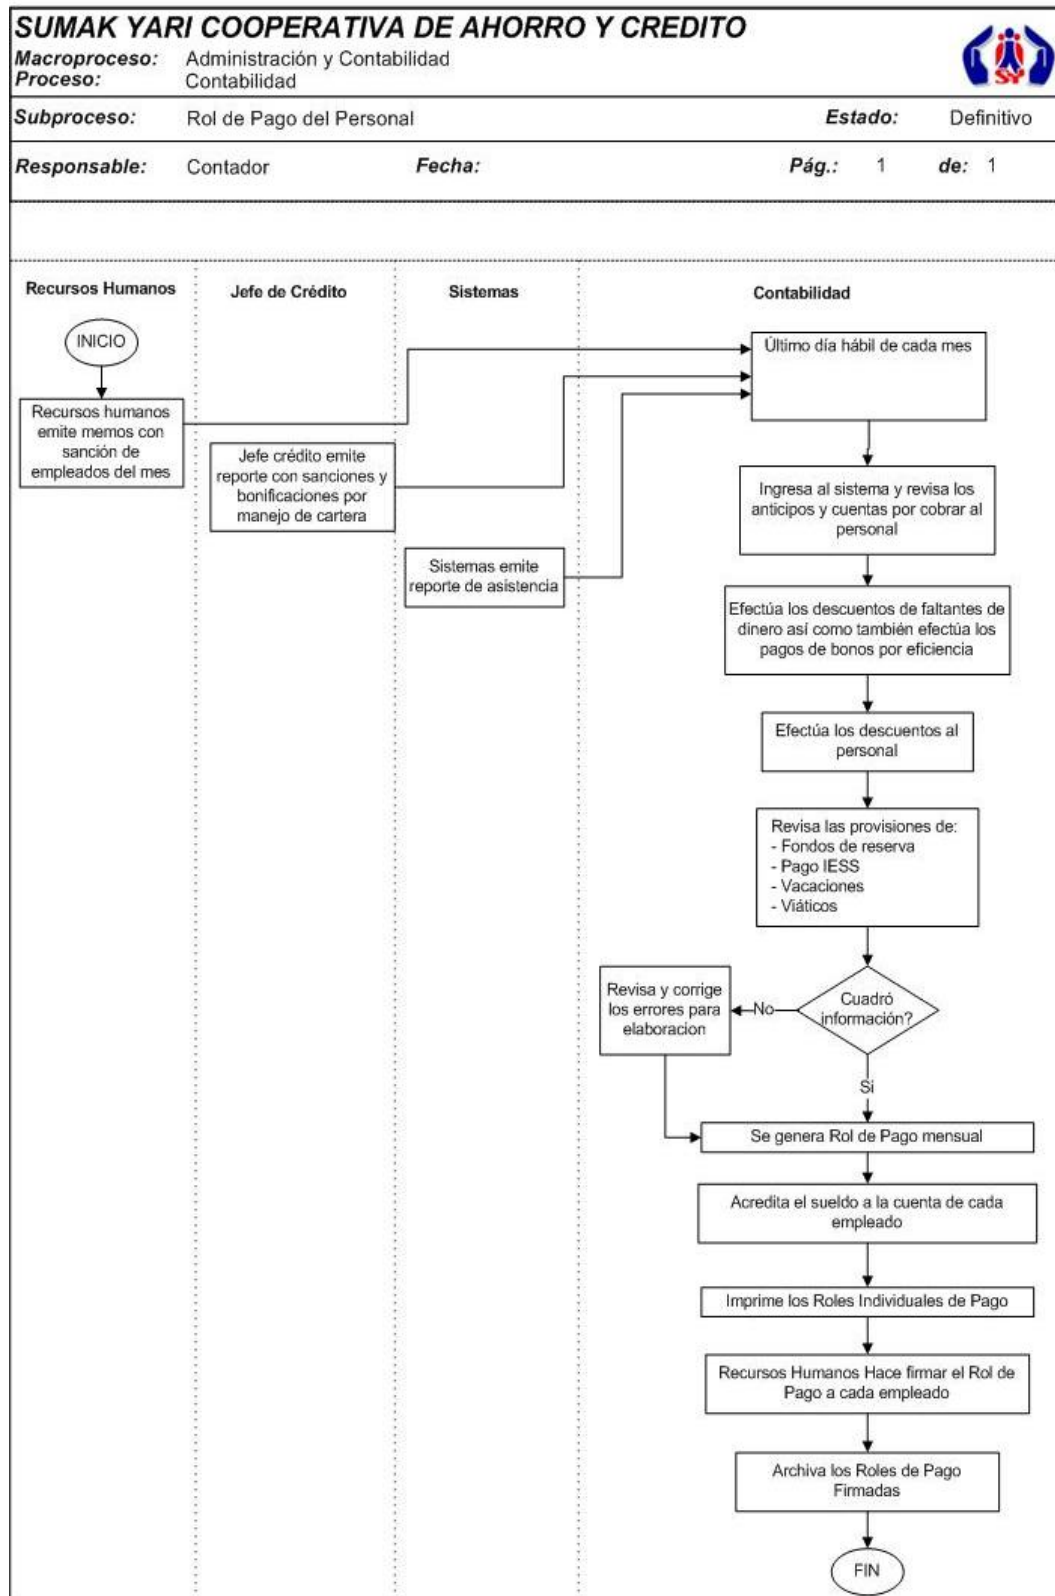 SUMAK YARI COOPERATIVA DE AHORRO Y CREDITO
Macroproceso: Administración y Contabilidad
Proceso: Contabilidad
SY
Subproceso: Rol de Pago del Personal Estado: Definitivo
Responsable: Contador Fecha: Pág.: 1 de: 1
Recursos Humanos Jefe de Crédito Sistemas Contabilidad
INICIO
Recursos humanos
emite memos con
sanción de
empleados del mes
Jefe crédito emite
reporte con sanciones y
bonificaciones por
manejo de cartera
Sistemas emite
reporte de asistencia
Último día hábil de cada mes
Ingresa al sistema y revisa los
anticipos y cuentas por cobrar al
personal
Efectúa los descuentos de faltantes de
dinero así como también efectúa los
pagos de bonos por eficiencia
Efectúa los descuentos al
personal
Revisa las provisiones de:
- Fondos de reserva
- Pago IESS
- Vacaciones
- Viáticos
Cuadró
información?
No
Revisa y corrige
los errores para
elaboracion
Si
Se genera Rol de Pago mensual
Acredita el sueldo a la cuenta de cada
empleado
Imprime los Roles Individuales de Pago
Recursos Humanos Hace firmar el Rol de
Pago a cada empleado
Archiva los Roles de Pago
Firmadas
FIN